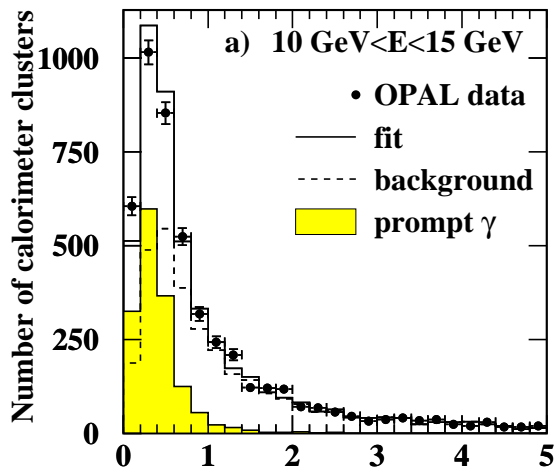 a) 10 GeV<E<15 GeV
OPAL data
fit
background
prompt γ
Number of calorimeter clusters
1000
750
500
250
0
0 1 2 3 4 5